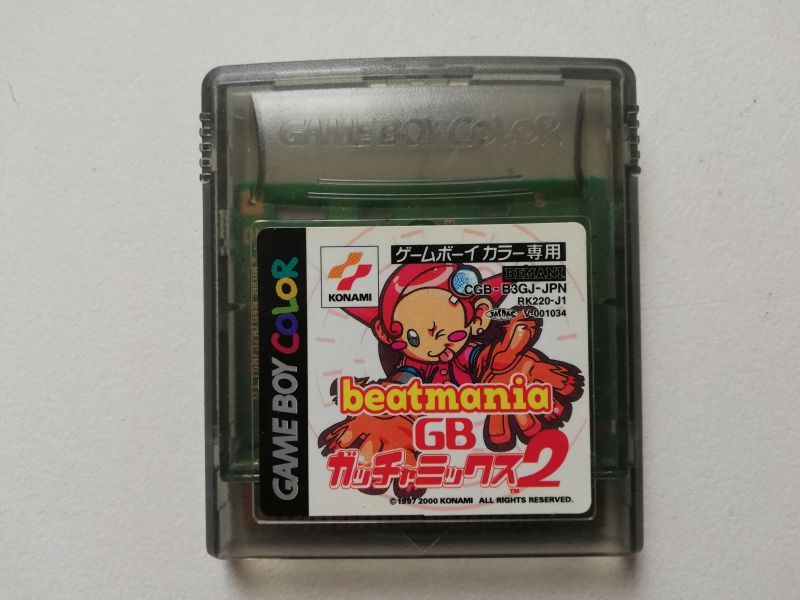 GAME BOY COLOR
GAME BOY COLOR
KONAMI
ゲームボーイカラー専用
BEMANI
CGB-B3GJ-JPN
RK220-J1
V-001034
beatmania
GB
ガッチャミックス2
TM
©1997 2000 KONAMI ALL RIGHTS RESERVED.